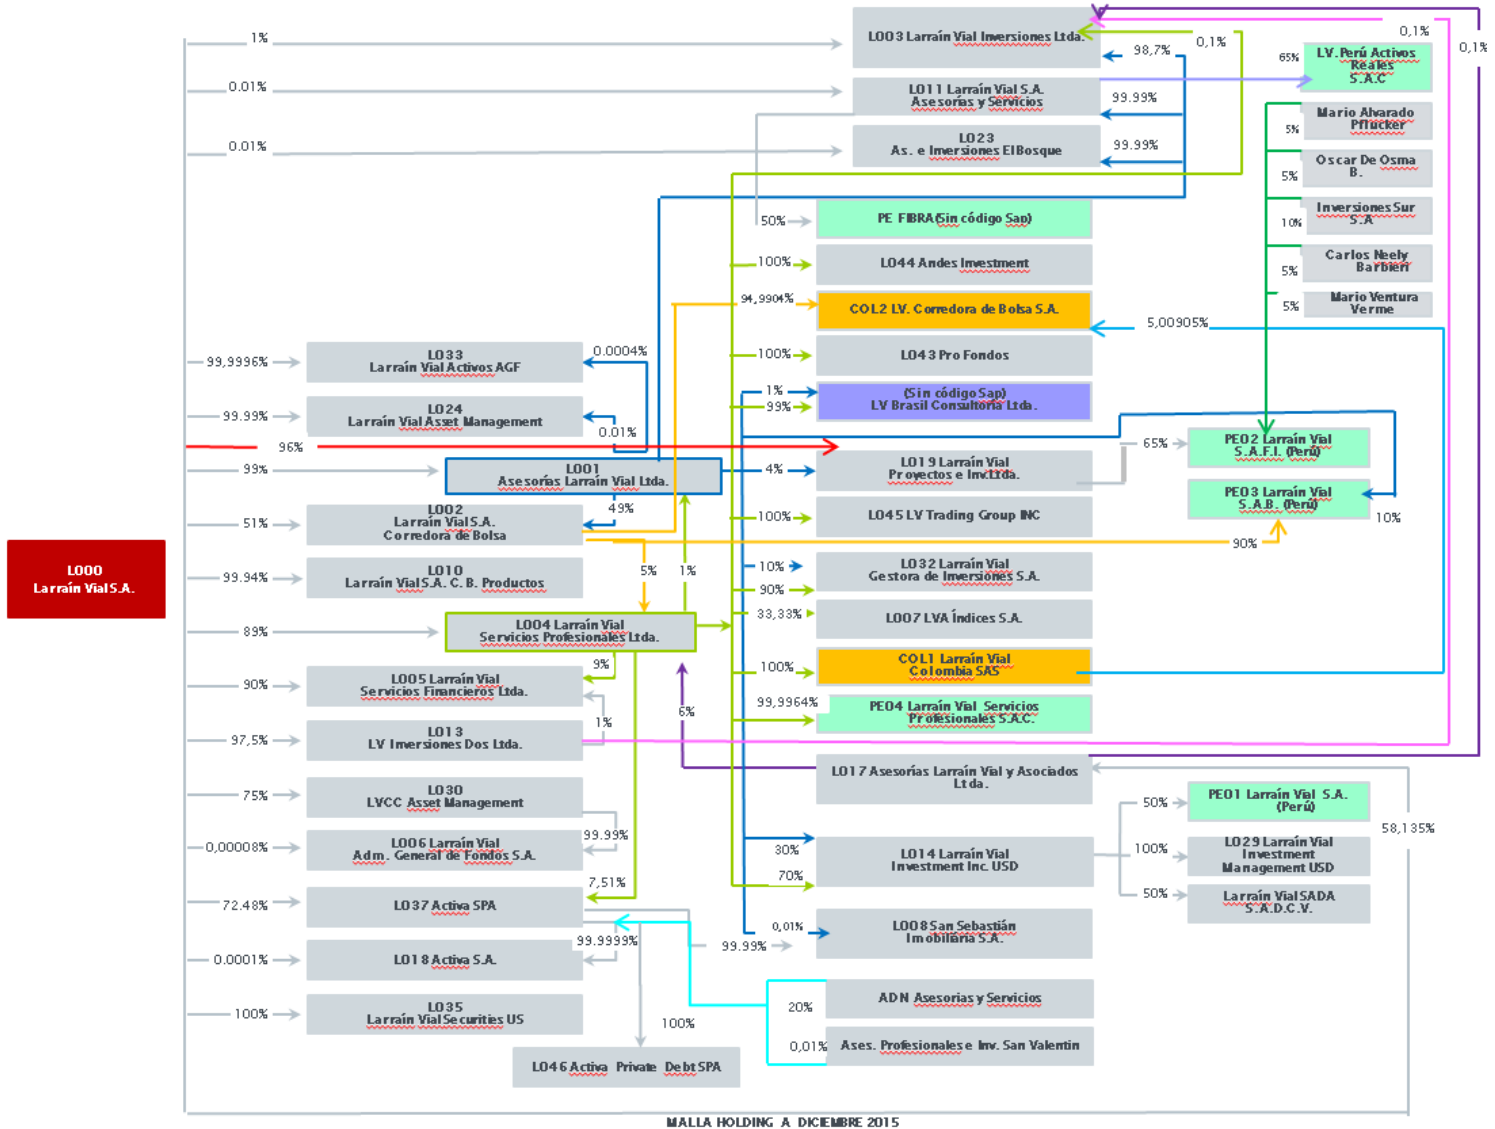 L000
Larraín Vial S.A.
1%
0.01%
0.01%
99,9996%
99.99%
96%
99%
51%
99.94%
89%
90%
97,5%
75%
0,00008%
72.48%
0.0001%
100%
L033
Larraín Vial Activos AGF
0.0004%
L024
Larraín Vial Asset Management
0.01%
L001
Asesorías Larraín Vial Ltda.
49%
L002
Larraín Vial S.A.
Corredora de Bolsa
L010
Larraín Vial S.A. C. B. Productos
5%
1%
L004 Larraín Vial
Servicios Profesionales Ltda.
9%
L005 Larraín Vial
Servicios Financieros Ltda.
1%
6%
L013
LV Inversiones Dos Ltda.
L030
LVCC Asset Management
99.99%
L006 Larraín Vial
Adm. General de Fondos S.A.
7,51%
L037 Activa SPA
99.9999%
99.99%
L018 Activa S.A.
L035
Larraín Vial Securities US
100%
L046 Activa Private Debt SPA
L003 Larraín Vial Inversiones Ltda.
98,7%
0,1%
0,1%
0,1%
L011 Larraín Vial S.A.
Asesorías y Servicios
99.99%
L023
As. e Inversiones El Bosque
99.99%
50%
PE FIBRA(Sin código Sap)
100%
L044 Andes Investment
94,9904%
COL2 LV. Corredora de Bolsa S.A.
5,00905%
100%
L043 Pro Fondos
1%
99%
(Sin código Sap)
LV Brasil Consultoría Ltda.
4%
L019 Larraín Vial
Proyectos e Inv.Ltda.
65%
100%
L045 LV Trading Group INC
90%
10%
90%
L032 Larraín Vial
Gestora de Inversiones S.A.
33,33%
L007 LVA Índices S.A.
100%
COL1 Larraín Vial
Colombia SAS
99,9964%
PE04 Larraín Vial Servicios
Profesionales S.A.C.
L017 Asesorías Larraín Vial y Asociados
Ltda.
30%
70%
L014 Larraín Vial
Investment Inc. USD
0,01%
L008 San Sebastián
Imobiliária S.A.
20%
ADN Asesorias y Servicios
0,01%
Ases. Profesionales e Inv. San Valentin
65%
LV. Perú Activos
Reales
S.A.C
5%
Mario Alvarado
Pflucker
5%
Oscar De Osma
B.
10%
Inversiones Sur
S.A
5%
Carlos Neely
Barbieri
5%
Mario Ventura
Verme
PE02 Larraín Vial
S.A.F.I. (Perú)
PE03 Larraín Vial
S.A.B. (Perú)
10%
50%
PE01 Larraín Vial S.A.
(Perú)
58,135%
100%
L029 Larraín Vial
Investment
Management USD
50%
Larraín Vial SADA
S.A.D.C.V.
MALLA HOLDING A DICIEMBRE 2015